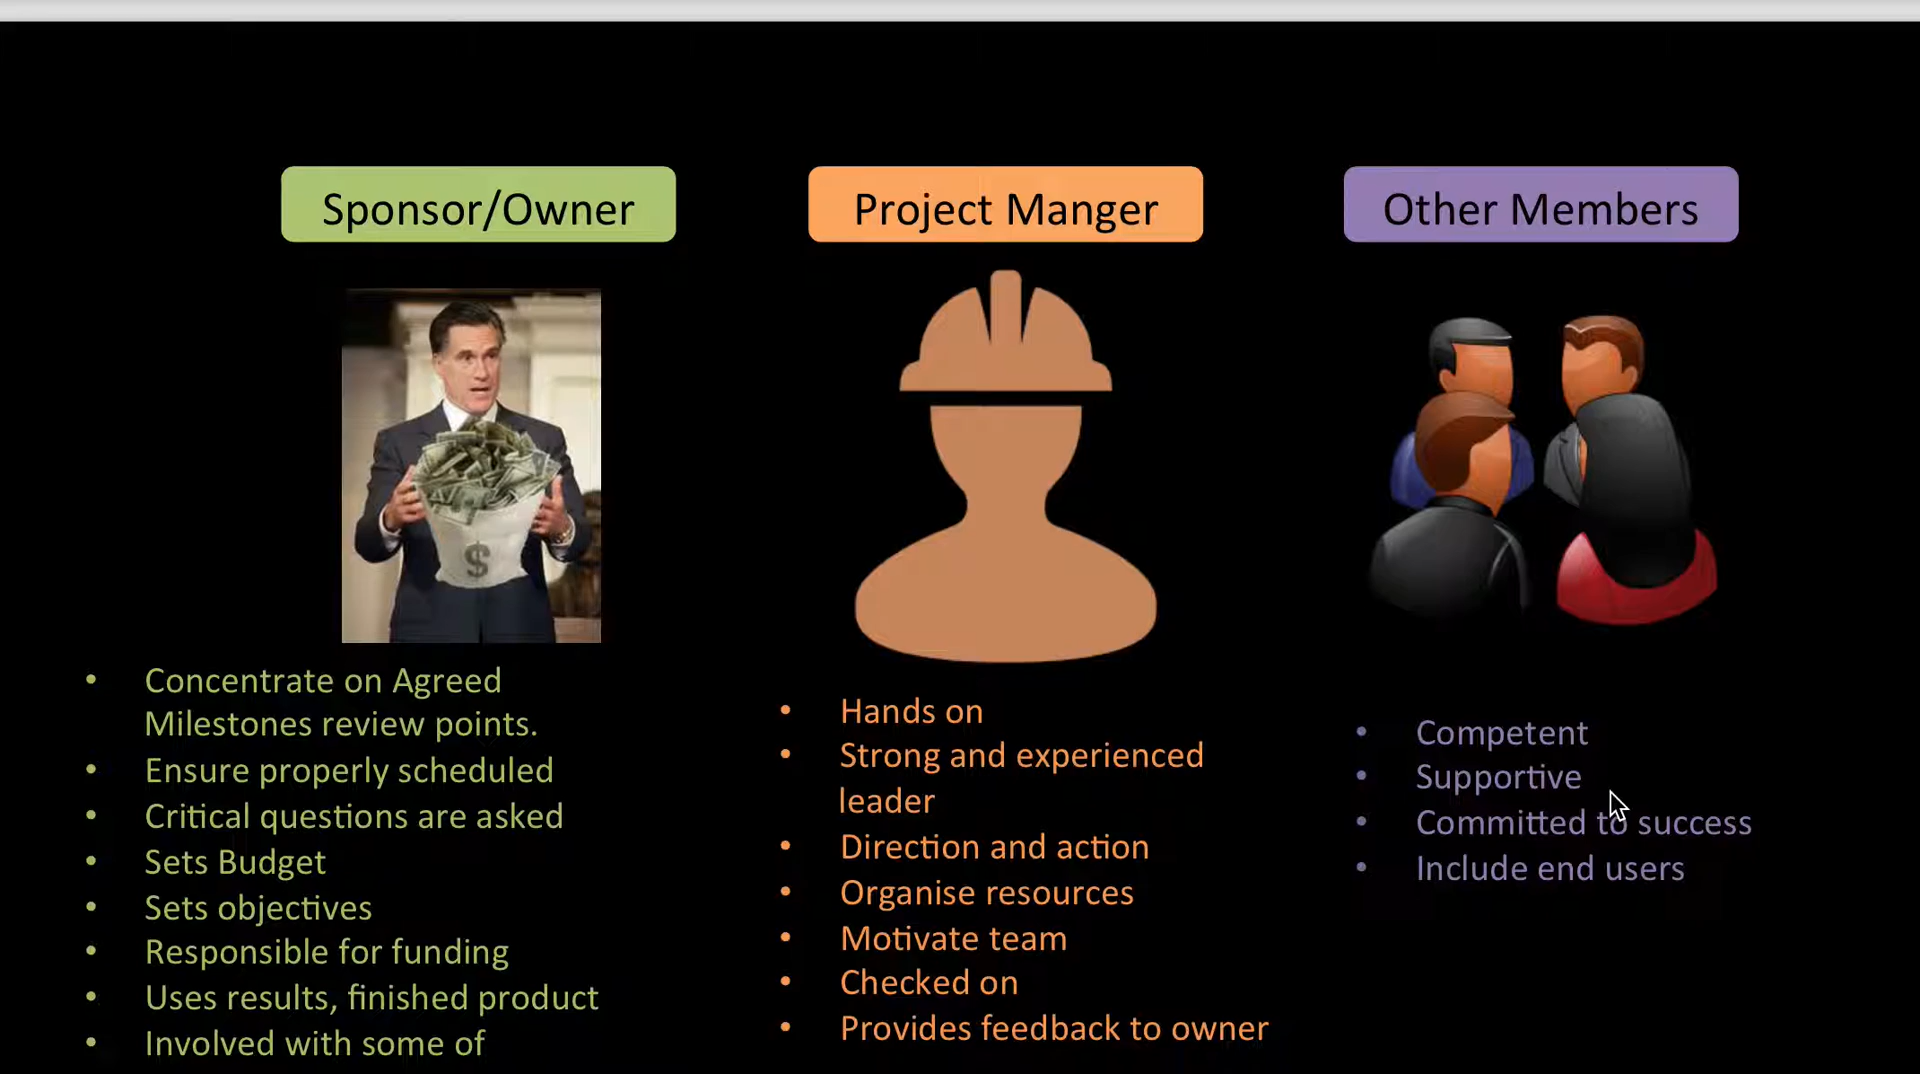 Sponsor/Owner
Project Manger
Other Members
$
• Concentrate on Agreed
Milestones review points.
• Ensure properly scheduled
• Critical questions are asked
• Sets Budget
• Sets objectives
• Responsible for funding
• Uses results, finished product
• Involved with some of
• Hands on
• Strong and experienced
leader
• Direction and action
• Organise resources
• Motivate team
• Checked on
• Provides feedback to owner
• Competent
• Supportive
• Committed to success
• Include end users